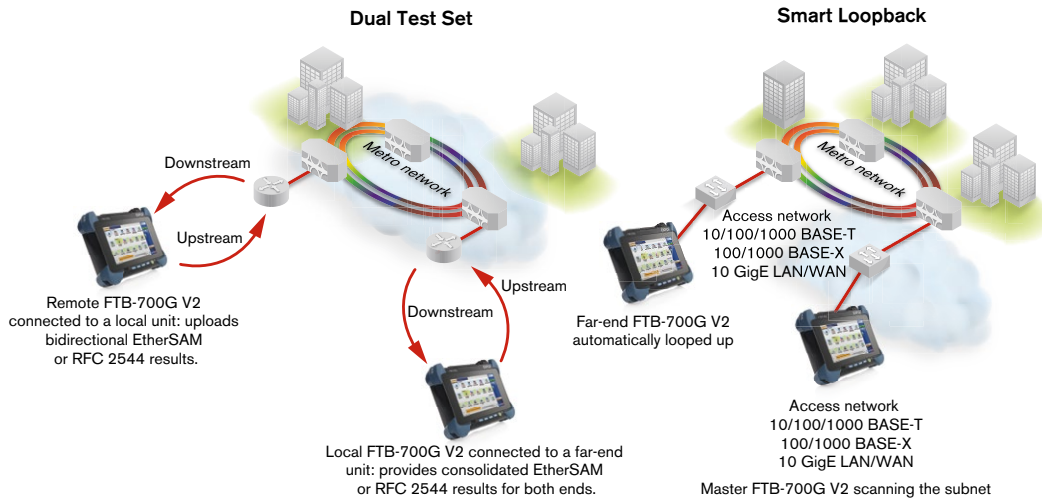 Dual Test Set
Downstream
Upstream
Metro network
Remote FTB-700G V2
connected to a local unit: uploads
bidirectional EtherSAM
or RFC 2544 results.
Downstream
Upstream
Local FTB-700G V2 connected to a far-end
unit: provides consolidated EtherSAM
or RFC 2544 results for both ends.
Smart Loopback
Metro network
Access network
10/100/1000 BASE-T
100/1000 BASE-X
10 GigE LAN/WAN
Far-end FTB-700G V2
automatically looped up
Access network
10/100/1000 BASE-T
100/1000 BASE-X
10 GigE LAN/WAN
Master FTB-700G V2 scanning the subnet